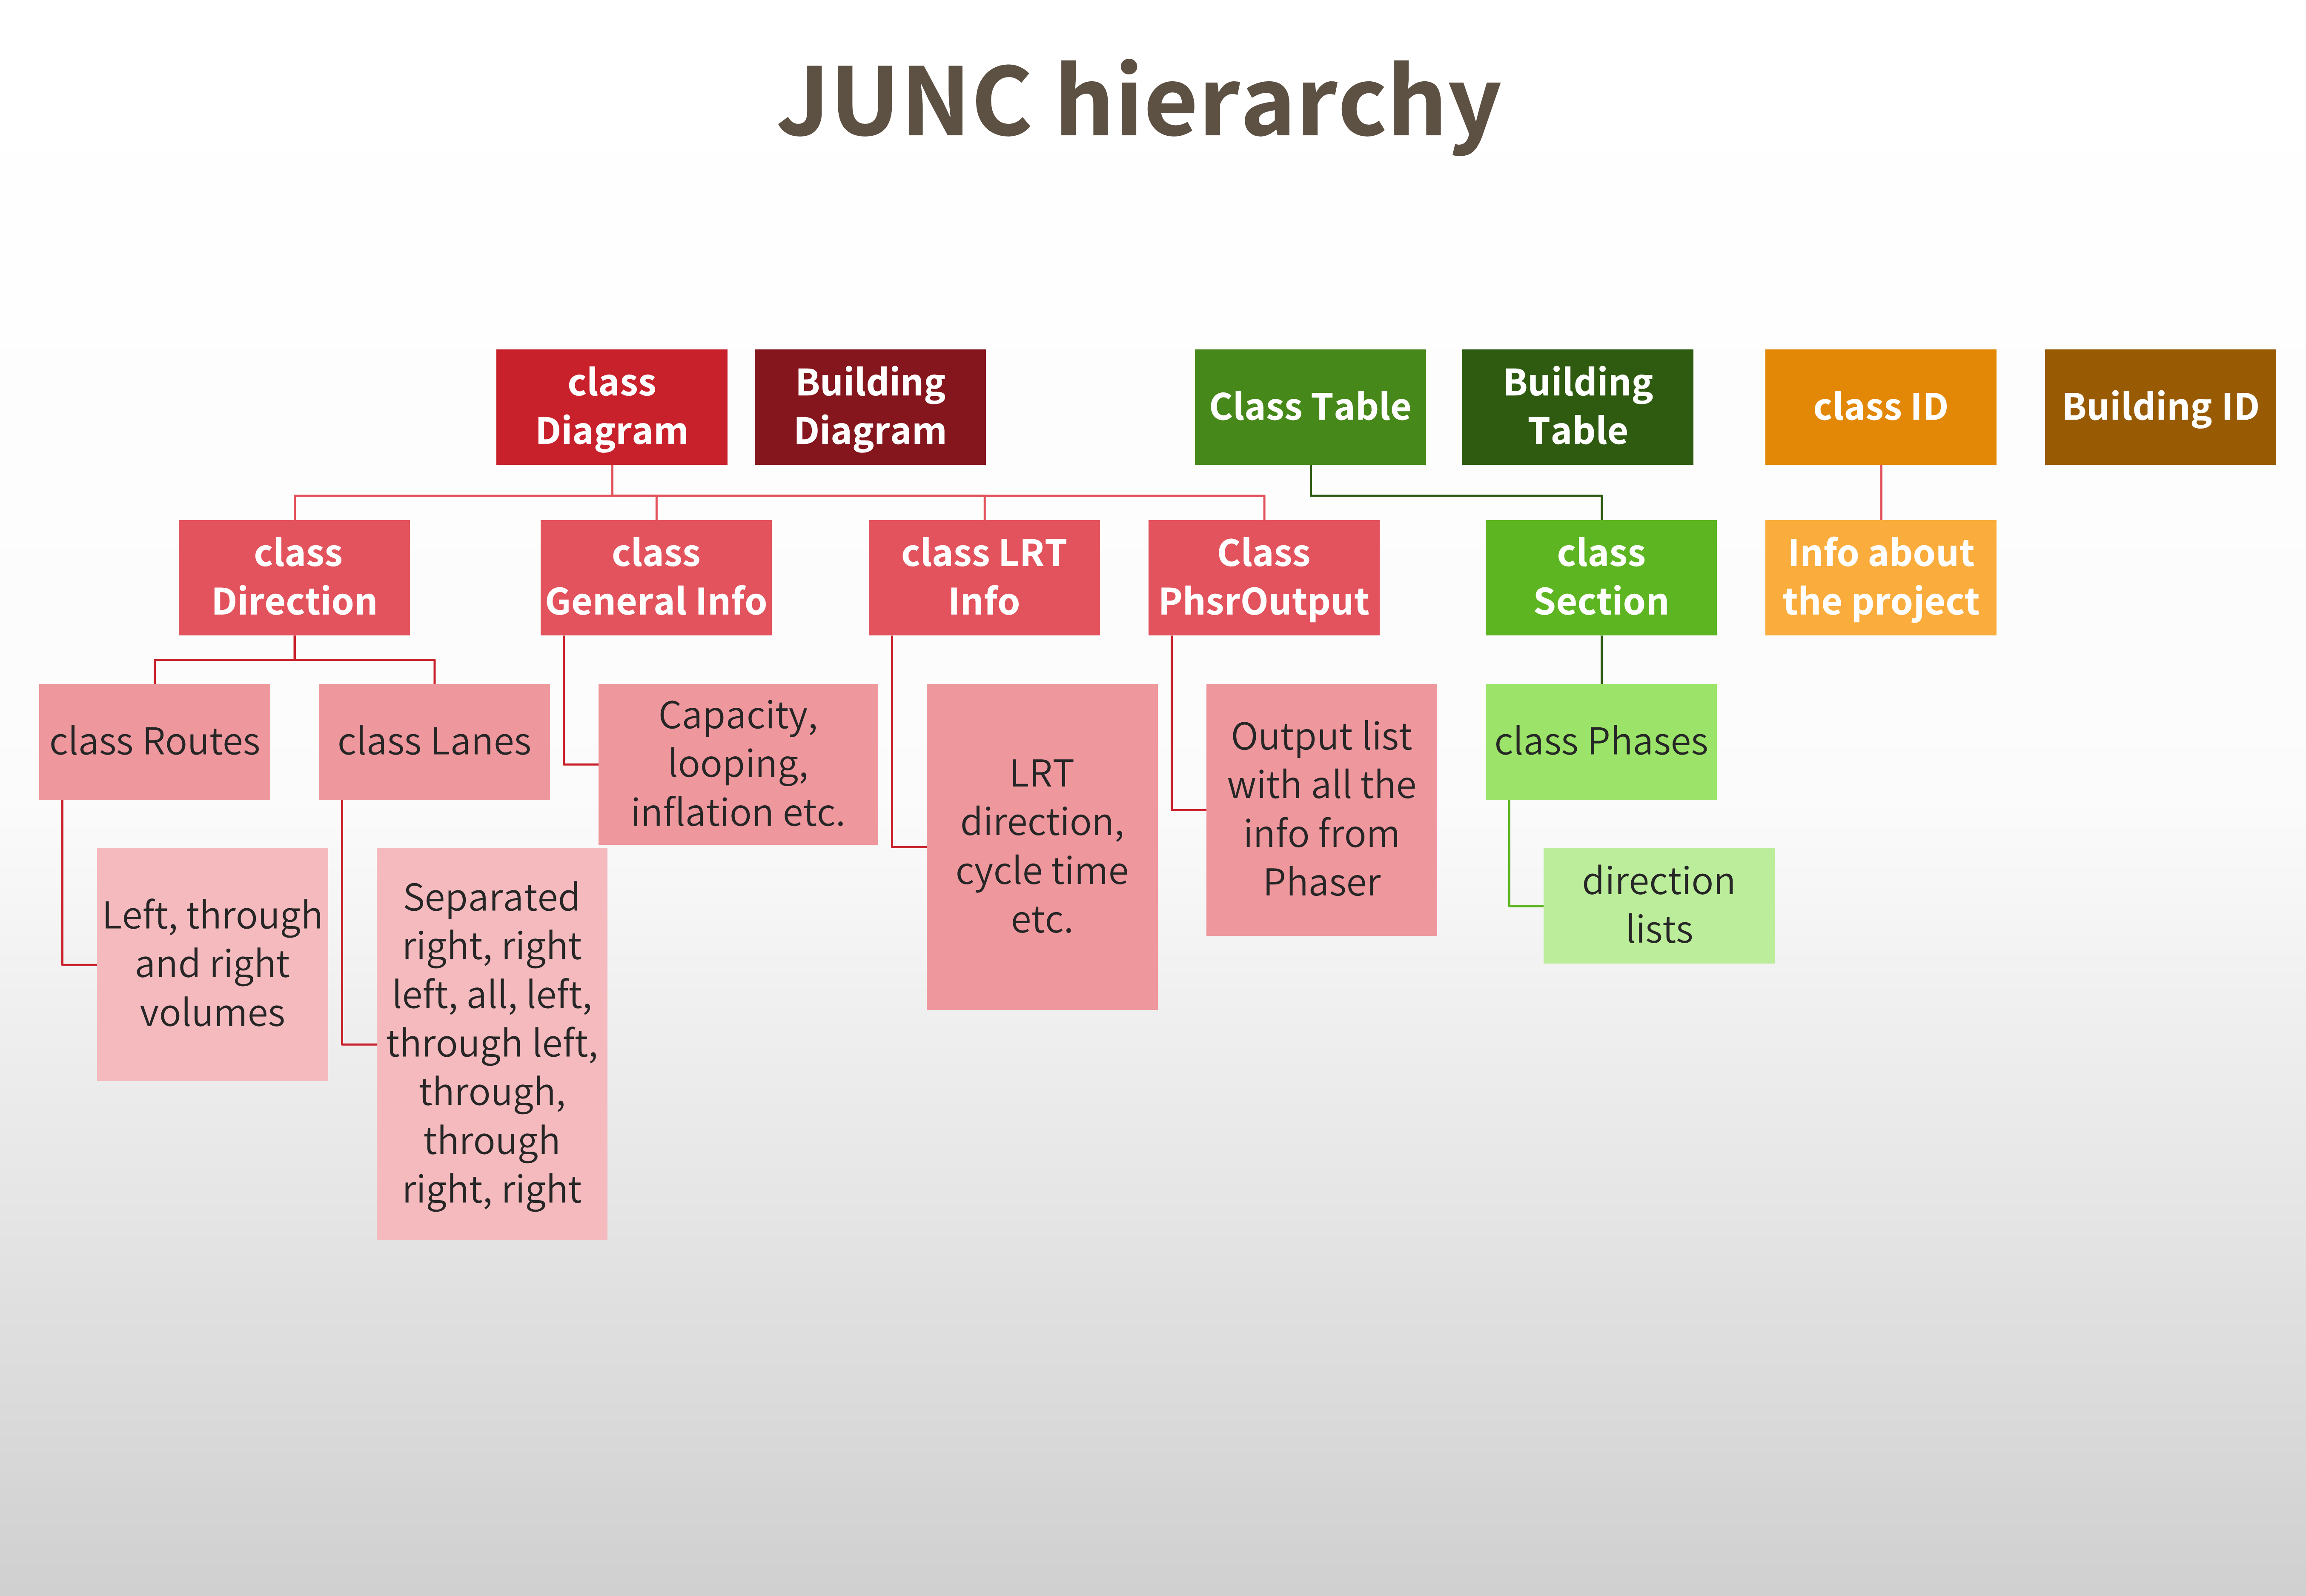 JUNC hierarchy
class
Diagram
Building
Diagram
Class Table
Building
Table
class ID
Building ID
class
Direction
class
General Info
class LRT
Info
Class
PhsrOutput
class
Section
Info about
the project
class Routes
class Lanes
Capacity,
looping,
inflation etc.
LRT
direction,
cycle time
etc.
Output list
with all the
info from
Phaser
class Phases
Left, through
and right
volumes
Separated
right, right
left, all, left,
through left,
through,
through
right, right
direction
lists